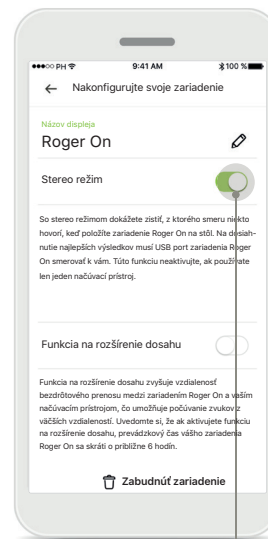 PH 9:41 AM 100 %
Nakonfigurujte svoje zariadenie
Názov displeja
Roger On
Stereo režim
So stereo režimom dokážete zistiť, z ktorého smeru niekto
hovorí, keď položíte zariadenie Roger On na stôl. Na dosiah-
nutie najlepších výsledkov musí USB port zariadenia Roger
On smerovať k vám. Túto funkciu neaktivujte, ak používate
len jeden načúvací prístroj.
Funkcia na rozšírenie dosahu
Funkcia na rozšírenie dosahu zvyšuje vzdialenosť
bezdrôtového prenosu medzi zariadením Roger On a vaším
načúvacím prístrojom, čo umožňuje počúvanie zvukov z
väčších vzdialeností. Uvedomte si, že ak aktivujete funkciu
na rozšírenie dosahu, prevádzkový čas vášho zariadenia
Roger On sa skráti o približne 6 hodín.
Zabudnúť zariadenie